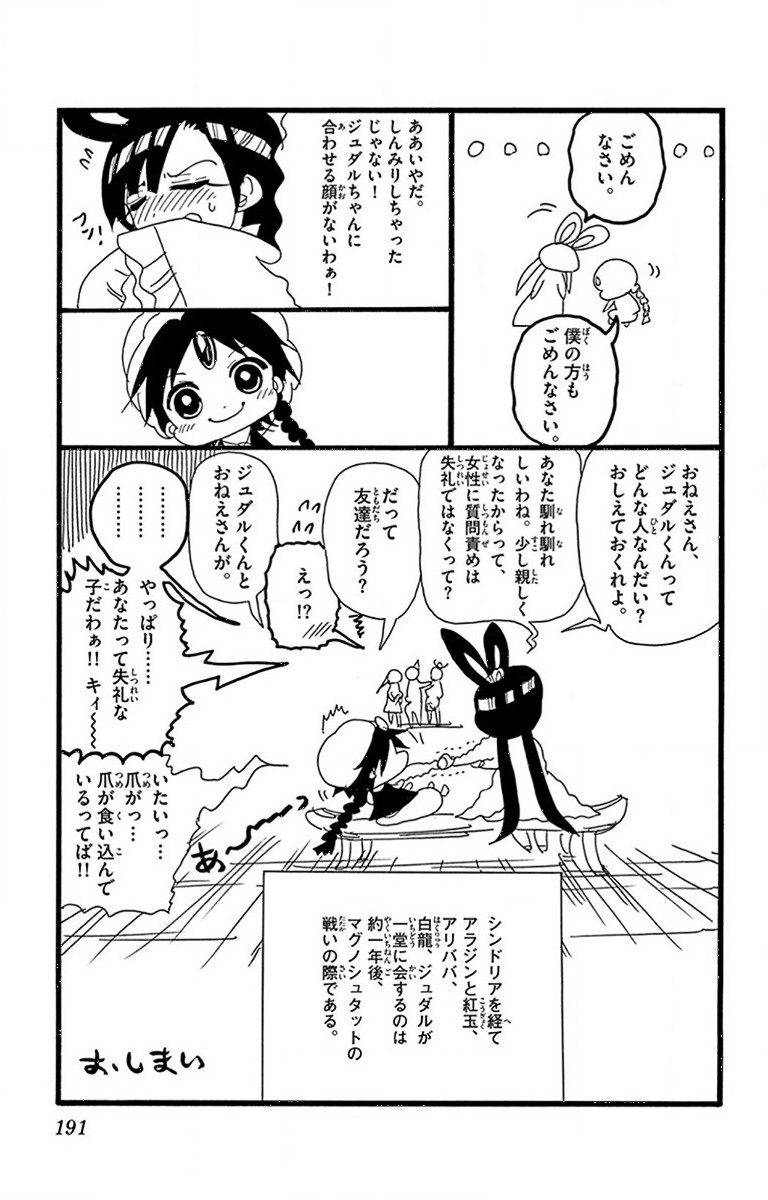 ごめん
なさい。
僕の方も
ごめんなさい。
ああいやだ。
しんみりしちゃった
じゃない！
ジュダルちゃんに
合わせる顔がないわぁ！
おねえさん、
ジュダルくんって
どんな人なんだい？
おしえておくれよ。
あなた馴れ馴れ
しいわね。少し親しく
なったからって、
女性に質問責めは
失礼ではなくって？
だって
友達だろう？
えっ!?
ジュダルくんと
おねえさんが。
………
………
やっぱり……
あなたって失礼な
子だわぁ!! キィ〜
いたいっ…
爪がっ…
爪が食い込んで
いるってば!!
あ〜っ
シンドリアを経て
アラジンと紅玉、
アリババ、
白龍、ジュダルが
一堂に会するのは
約一年後、
マグノシュタットの
戦いの際である。
おしまい
191